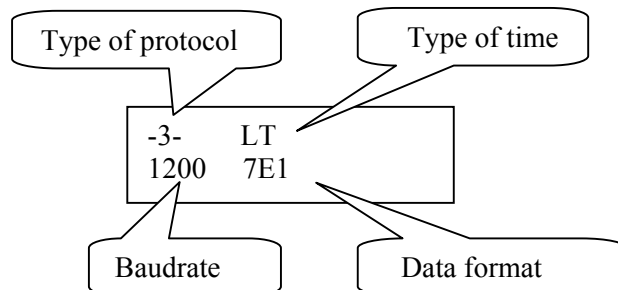 Type of protocol
Type of time
-3- LT
1200 7E1
Baudrate
Data format